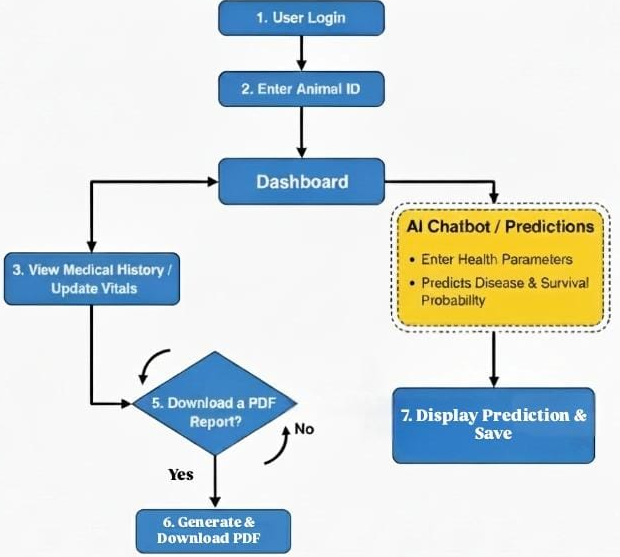 1. User Login
2. Enter Animal ID
Dashboard
3. View Medical History /
Update Vitals
AI Chatbot / Predictions
• Enter Health Parameters
• Predicts Disease & Survival
Probability
5. Download a PDF
Report?
No
Yes
6. Generate &
Download PDF
7. Display Prediction &
Save